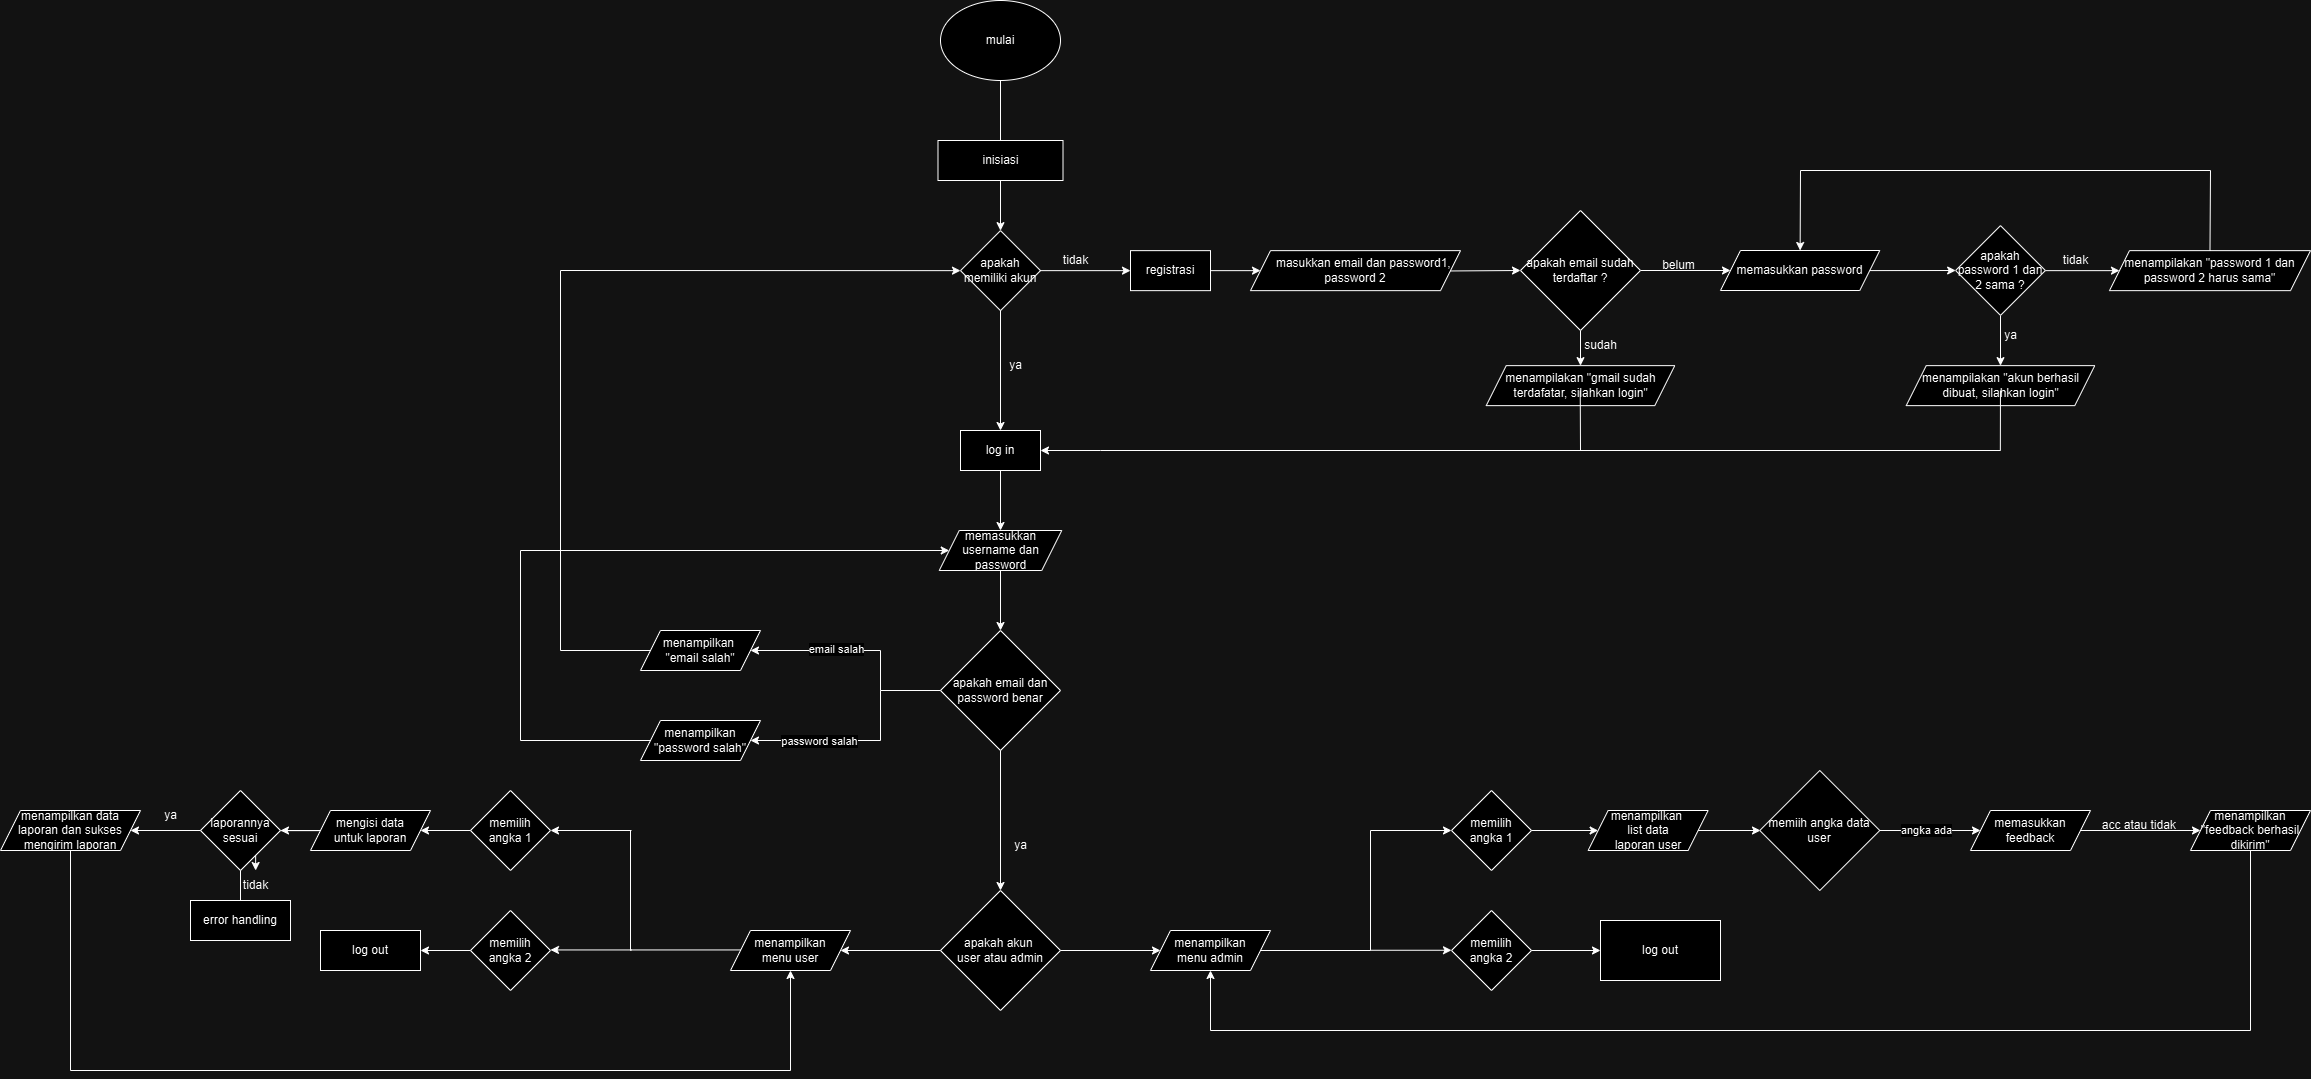 mulai
inisiasi
apakah
memiliki akun
tidak
registrasi
masukkan email dan password1,
password 2
apakah email sudah
terdaftar ?
belum
memasukkan password
apakah
password 1 dan
2 sama ?
tidak
menampilakan "password 1 dan
password 2 harus sama"
sudah
menampilakan "gmail sudah
terdafatar, silahkan login"
ya
menampilakan "akun berhasil
dibuat, silahkan login"
ya
log in
memasukkan
username dan
password
menampilkan
"email salah"
email salah
apakah email dan
password benar
menampilkan
"password salah"
password salah
ya
menampilkan data
laporan dan sukses
mengirim laporan
ya
laporannya
sesuai
mengisi data
untuk laporan
memilih
angka 1
tidak
error handling
log out
memilih
angka 2
menampilkan
menu user
apakah akun
user atau admin
menampilkan
menu admin
memilih
angka 1
menampilkan
list data
laporan user
memiih angka data
user
angka ada
memasukkan
feedback
acc atau tidak
menampilkan
"feedback berhasil
dikirim"
memilih
angka 2
log out